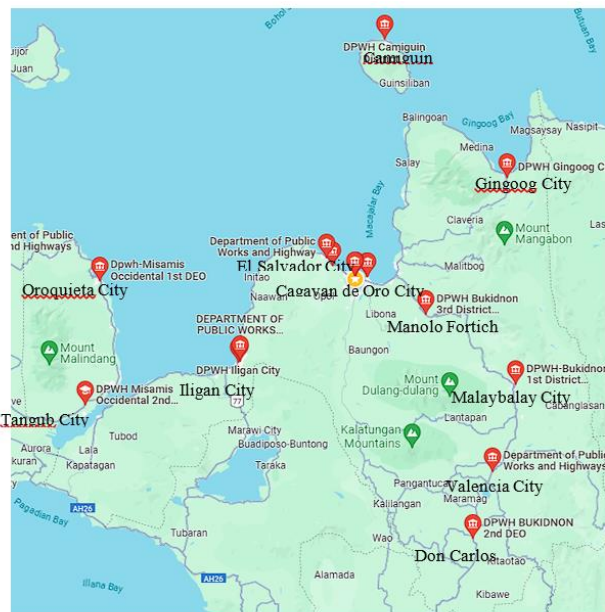 Bohol
Butuan Bay
uijor
Juan
DPWH Camiguin
Camiguin
Guinsiliban
Balingoan
Gingoog Bay
Magsaysay
Nasipit
Medina
Salay
DPWH Gingoog C
Gingoog City
Macajalar Bay
Claveria
Las
Mount
Mangabon
ent of Public
nd Highways
Department of Public
Works and Highway
El Salvador City
Dpwh-Misamis
Occidental 1st DEO
Initao
Malitbog
Oroquieta City
Naawan
Opol
Cagayan de Oro City
DPWH Bukidnon
3rd District...
Libona
Manolo Fortich
DEPARTMENT OF
PUBLIC WORKS...
Mount
Malindang
Baungon
DPWH Iligan City
Iligan City
77
DPWH-Bukidnon
1st District...
Mount
Dulang-dulang
Malaybalay City
DPWH Misamis
Occidental 2nd...
Cabanglasan
Tangub City
Lantapan
Marawi City
Kalatungan
Mountains
Tubod
Buadiposo-Buntong
Aurora
Lala
kuran
Kapatagan
Taraka
Department of Public
Works and Highways
Pangantucan
Valencia City
Maramag
Kalilangan
Pagadian Bay
AH26
DPWH BUKIDNON
2nd DEO
Tubaran
Wao
Don Carlos
Kitaotao
Alamada
AH26
Illana Bay
Kibawe